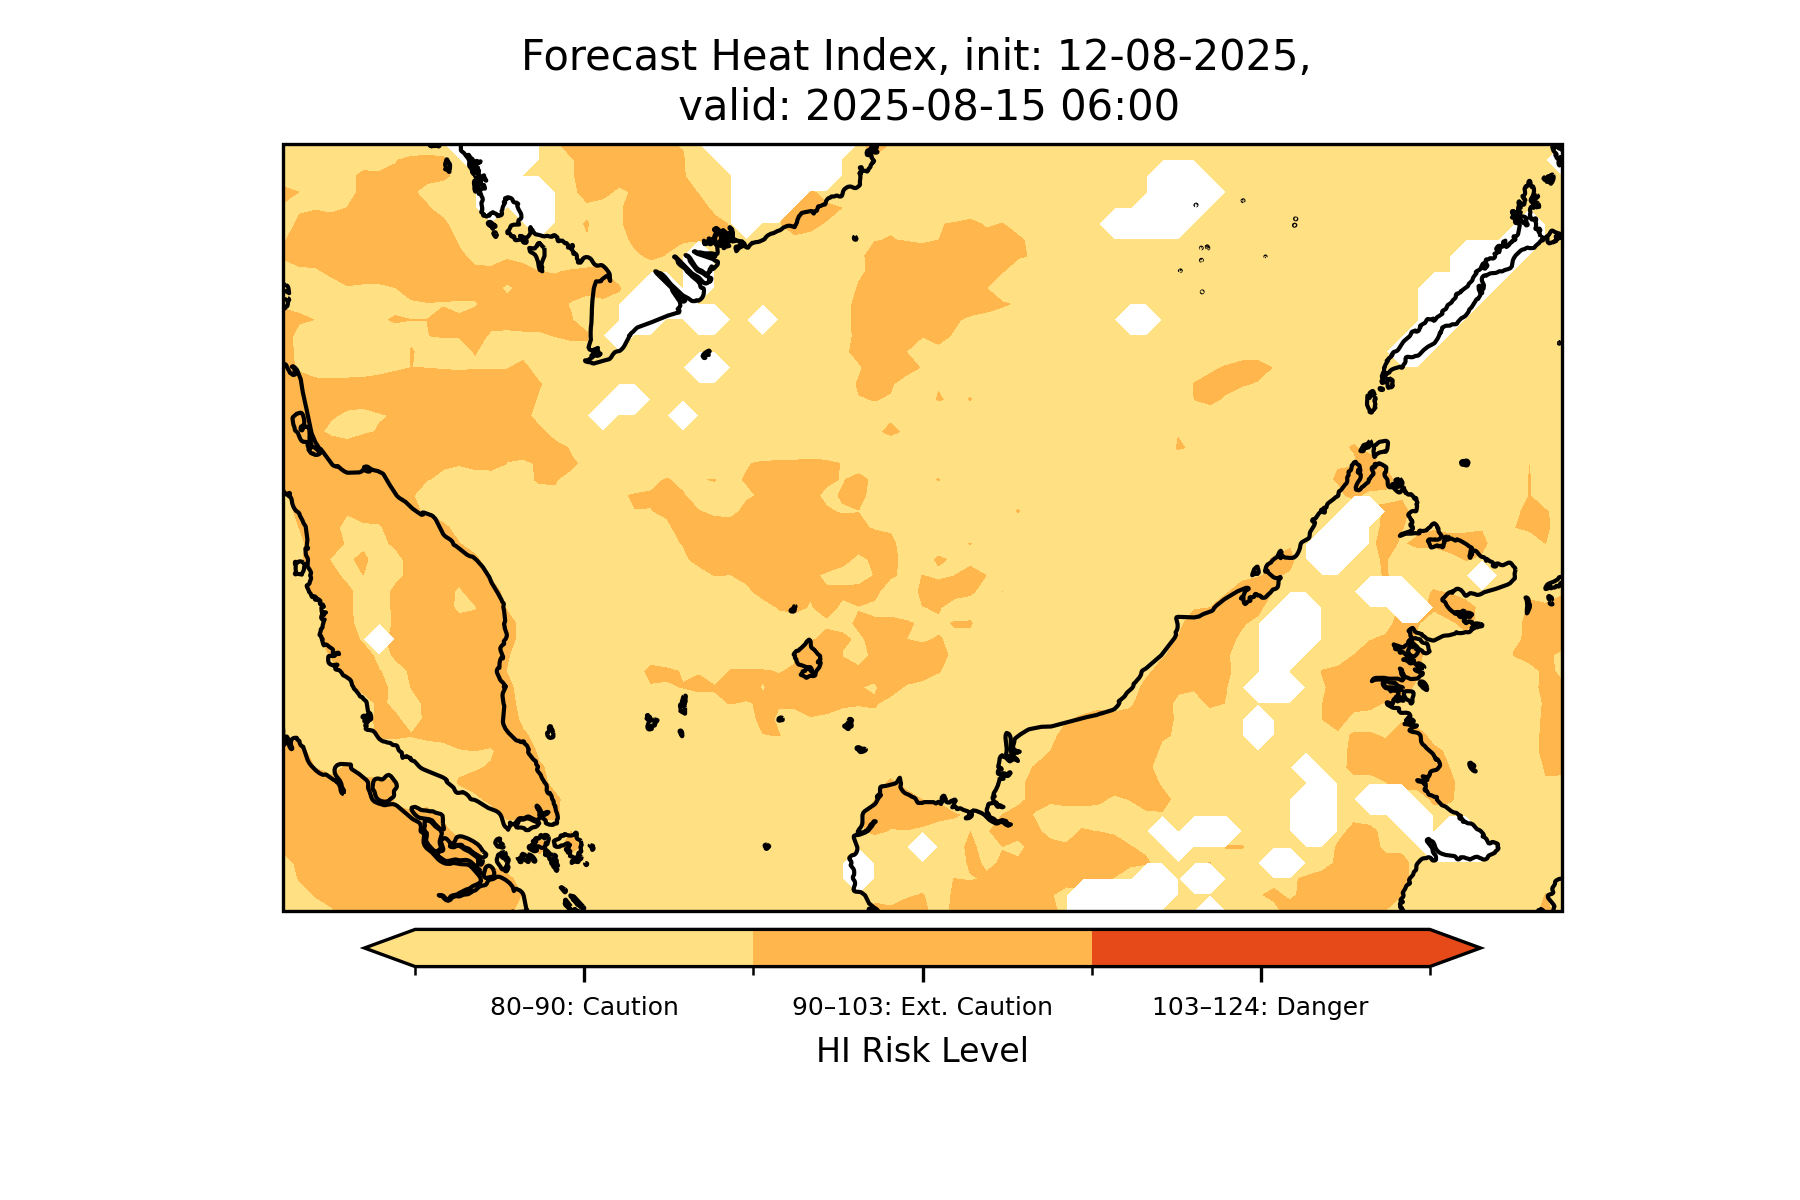 Forecast Heat Index, init: 12-08-2025,
valid: 2025-08-15 06:00
80–90: Caution
90–103: Ext. Caution
103–124: Danger
HI Risk Level